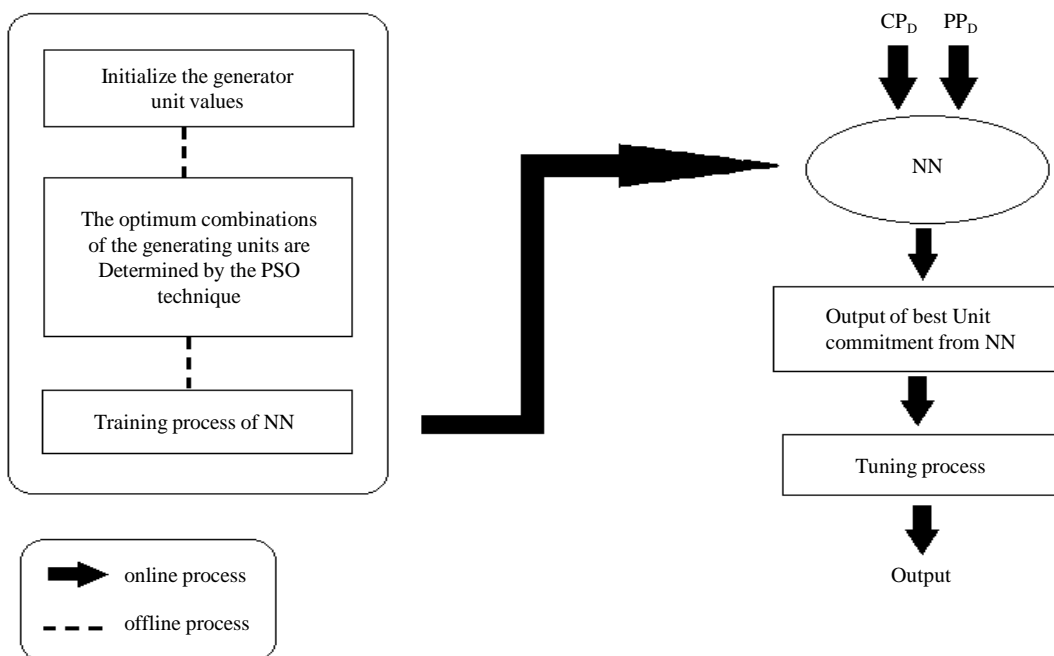 Initialize the generator
unit values
The optimum combinations
of the generating units are
Determined by the PSO
technique
Training process of NN
online process
offline process
CP_D PP_D
NN
Output of best Unit
commitment from NN
Tuning process
Output